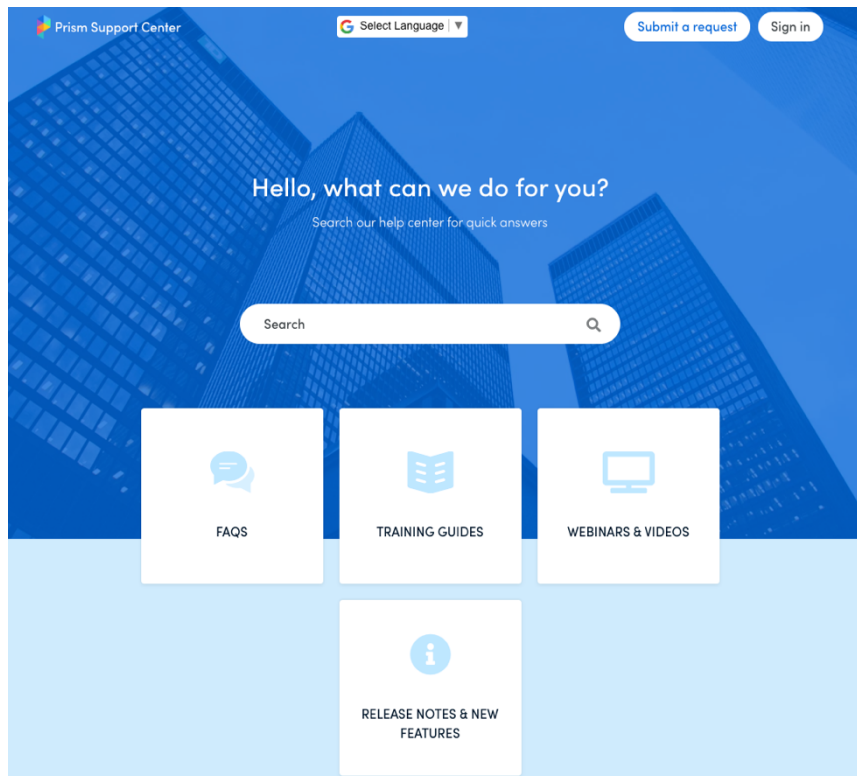 Prism Support Center
Select Language ▼
Submit a request
Sign in
Hello, what can we do for you?
Search our help center for quick answers
Search
FAQS
TRAINING GUIDES
WEBINARS & VIDEOS
RELEASE NOTES & NEW
FEATURES